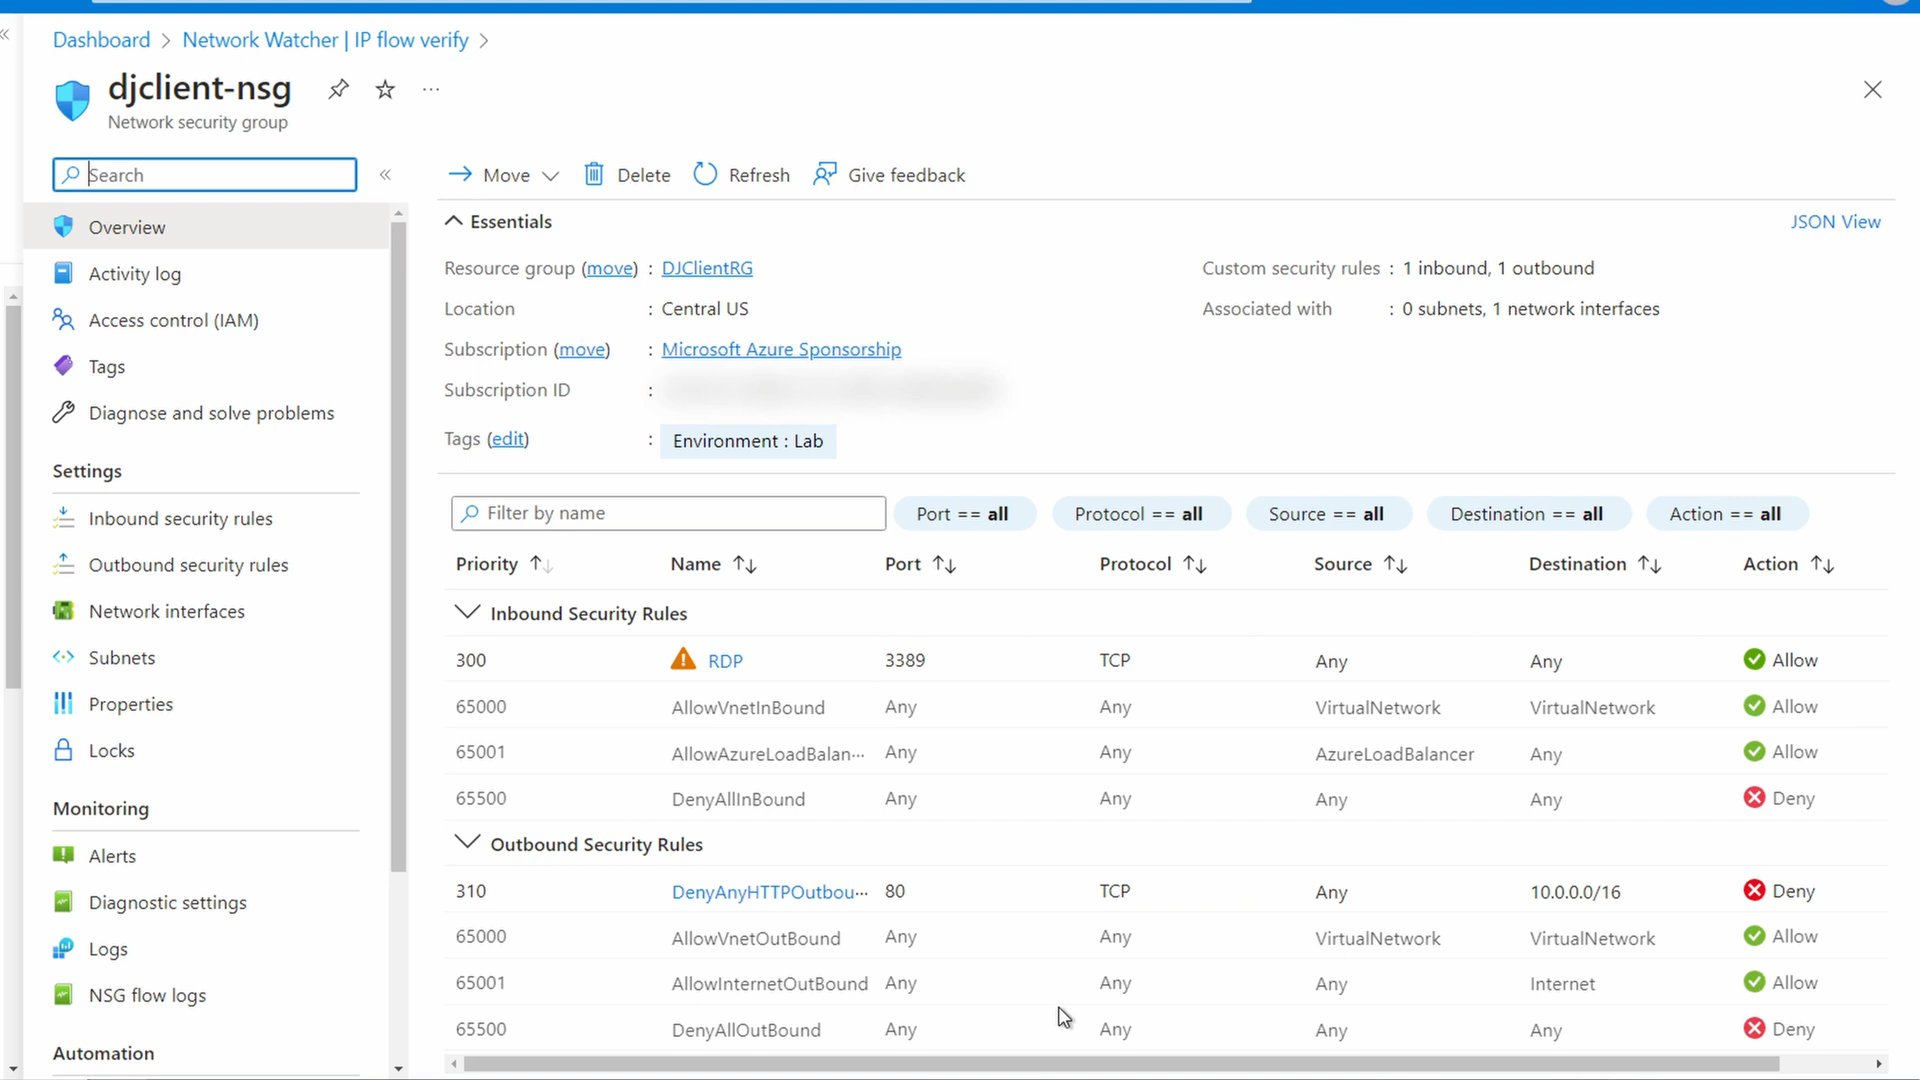 Dashboard > Network Watcher | IP flow verify >
djclient-nsg ...
Network security group
Search
Move Delete Refresh Give feedback
Overview
Activity log
Access control (IAM)
Tags
Diagnose and solve problems
Settings
Inbound security rules
Outbound security rules
Network interfaces
Subnets
Properties
Locks
Monitoring
Alerts
Diagnostic settings
Logs
NSG flow logs
Automation
Essentials JSON View
Resource group (move) : DJClientRG Custom security rules : 1 inbound, 1 outbound
Location : Central US Associated with : 0 subnets, 1 network interfaces
Subscription (move) : Microsoft Azure Sponsorship
Subscription ID :
Tags (edit) : Environment : Lab
Filter by name Port == all Protocol == all Source == all Destination == all Action == all
Priority Name Port Protocol Source Destination Action
Inbound Security Rules
300 RDP 3389 TCP Any Any Allow
65000 AllowVnetInBound Any Any VirtualNetwork VirtualNetwork Allow
65001 AllowAzureLoadBalan... Any Any AzureLoadBalancer Any Allow
65500 DenyAllInBound Any Any Any Any Deny
Outbound Security Rules
310 DenyAnyHTTPOutbou... 80 TCP Any 10.0.0.0/16 Deny
65000 AllowVnetOutBound Any Any VirtualNetwork VirtualNetwork Allow
65001 AllowInternetOutBound Any Any Any Internet Allow
65500 DenyAllOutBound Any Any Any Any Deny